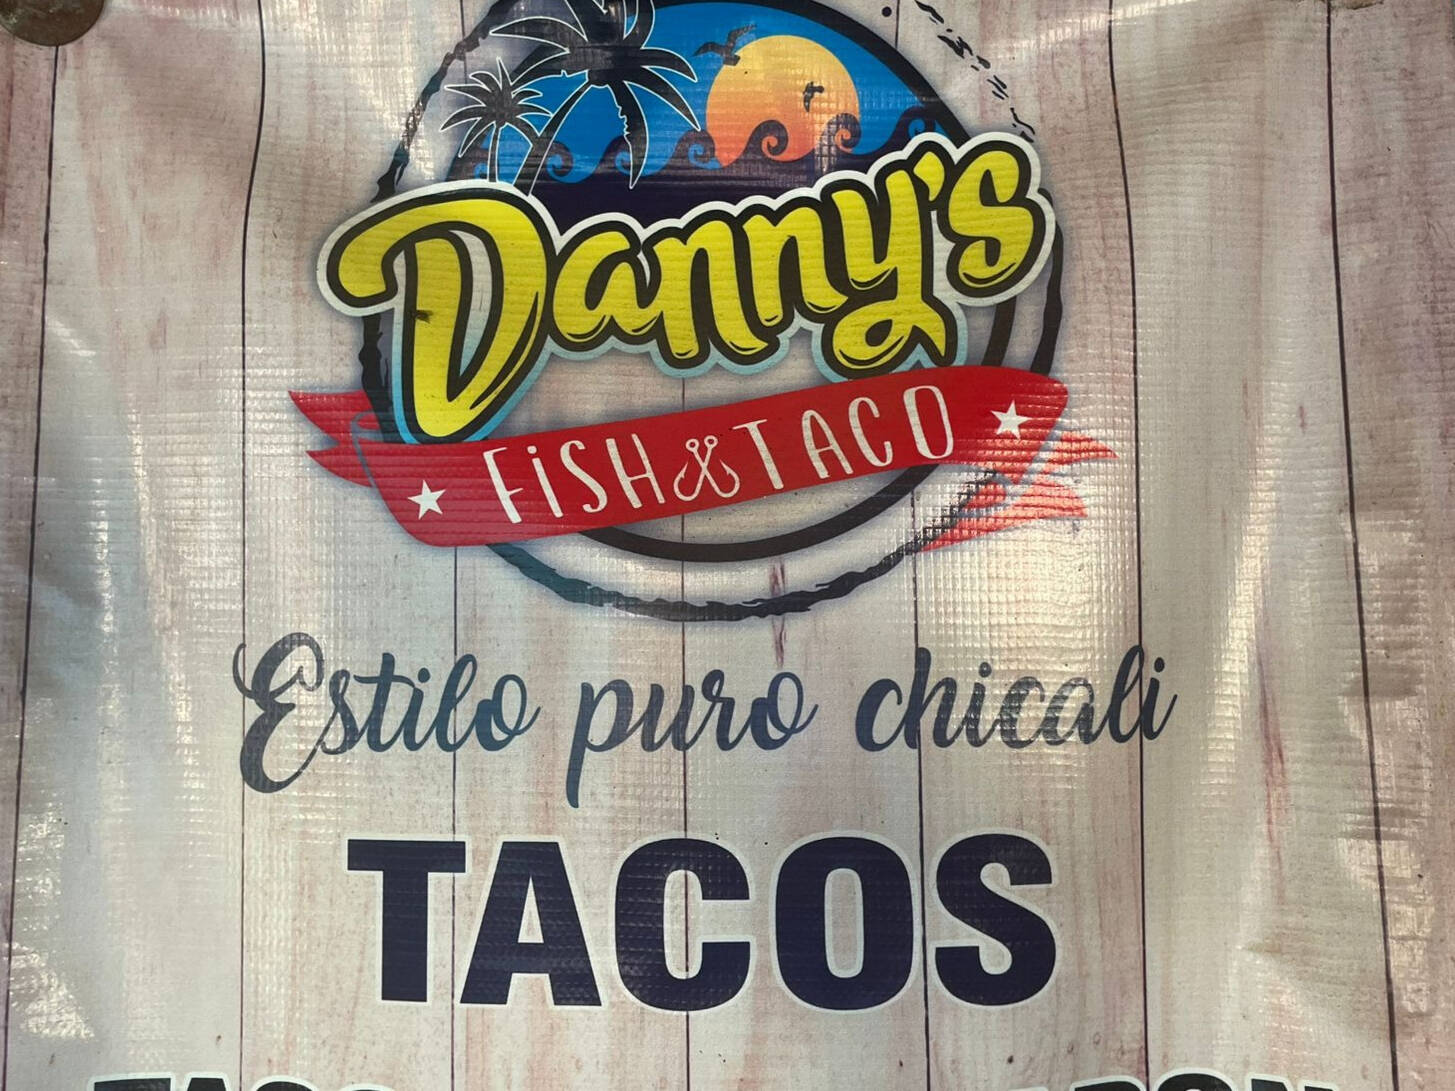 Danny's
FiSH TACO
Estilo puro chicali
TACOS